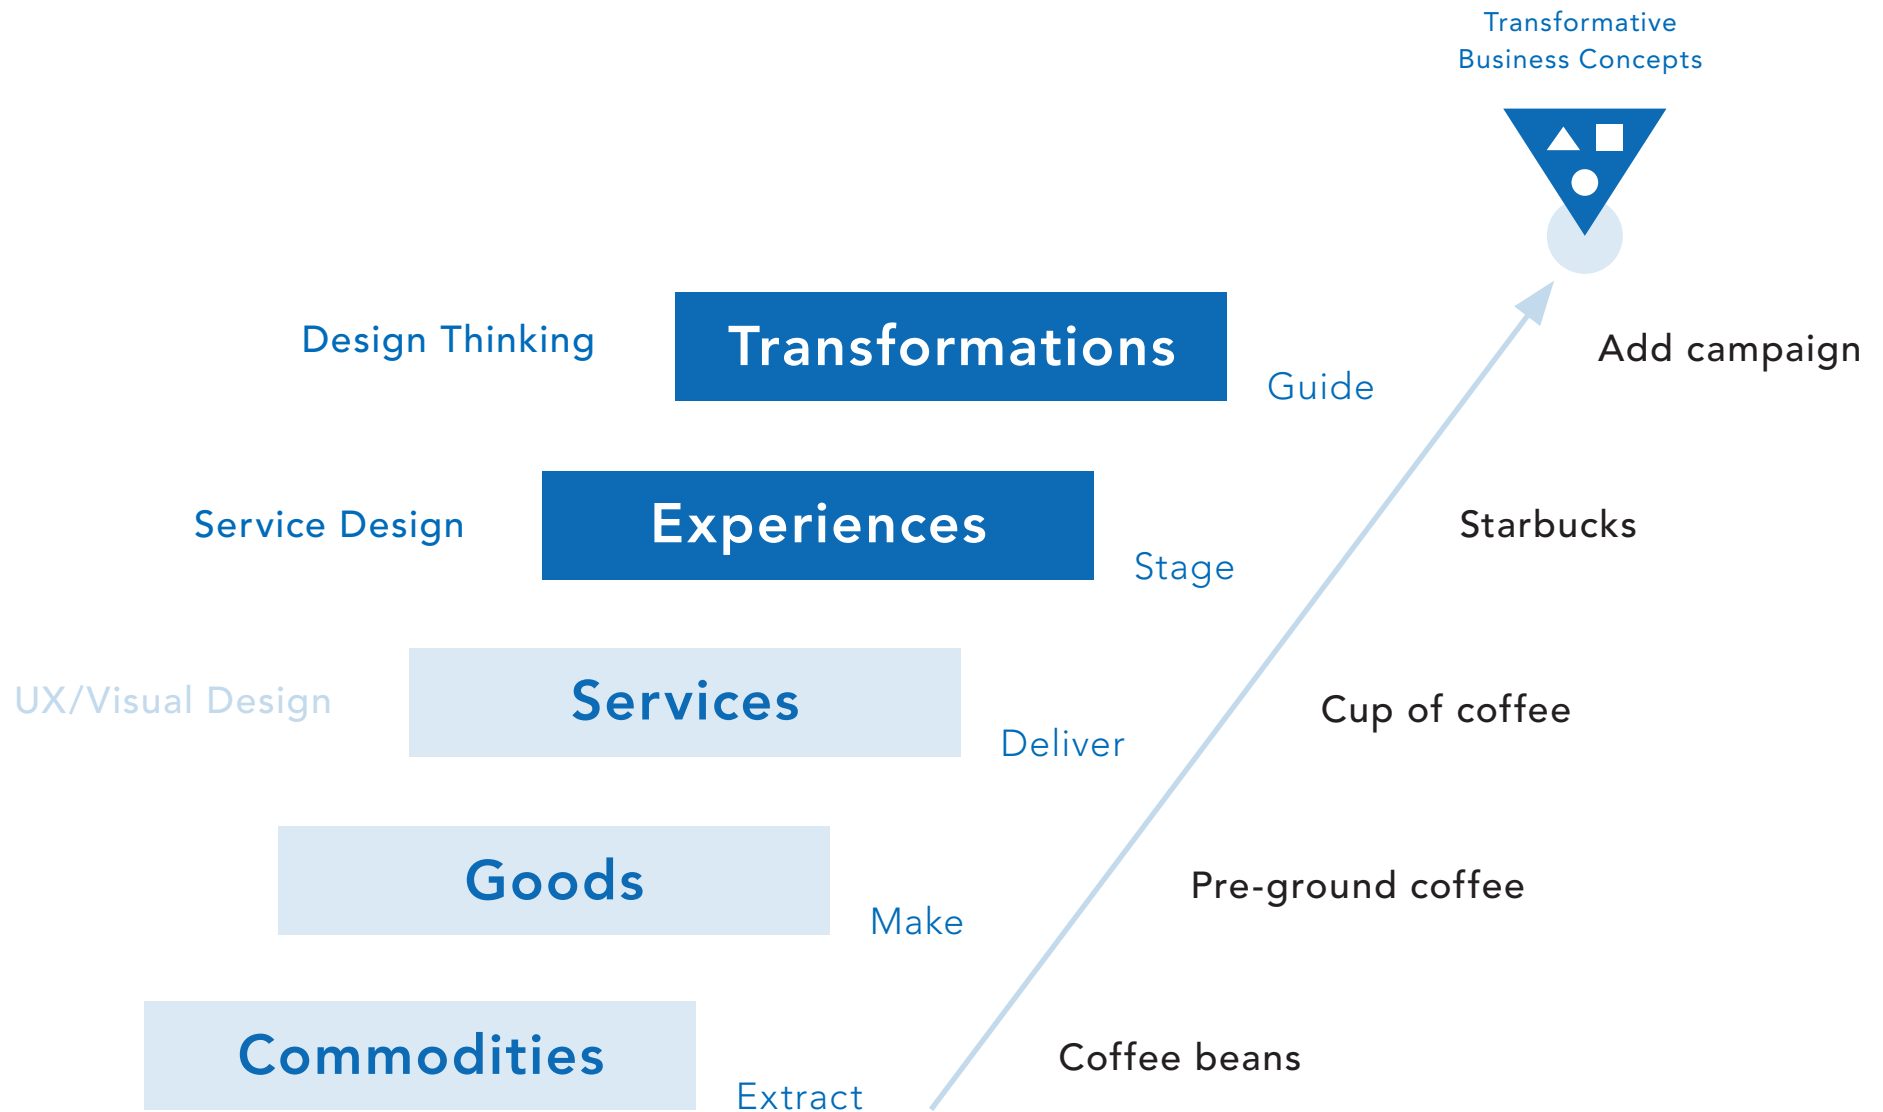 Transformative
Business Concepts
Design Thinking
Transformations
Guide
Add campaign
Service Design
Experiences
Stage
Starbucks
UX/Visual Design
Services
Deliver
Cup of coffee
Goods
Make
Pre-ground coffee
Commodities
Extract
Coffee beans